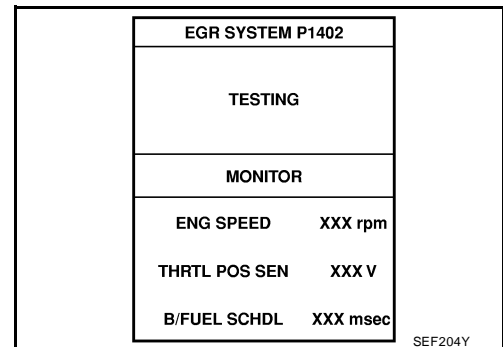 EGR SYSTEM P1402
TESTING
MONITOR
ENG SPEED XXX rpm
THRTL POS SEN XXX V
B/FUEL SCHDL XXX msec
SEF204Y